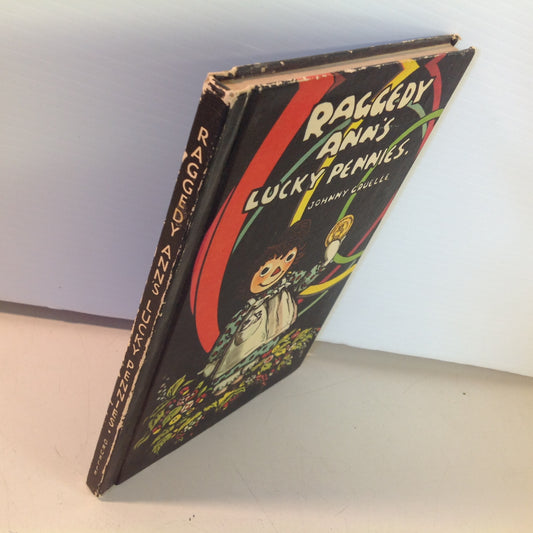 RAGGEDY
ANN'S
LUCKY PENNIES.
JOHNNY GRUELLE
RAGGEDY ANN'S LUCKY PENNIES.